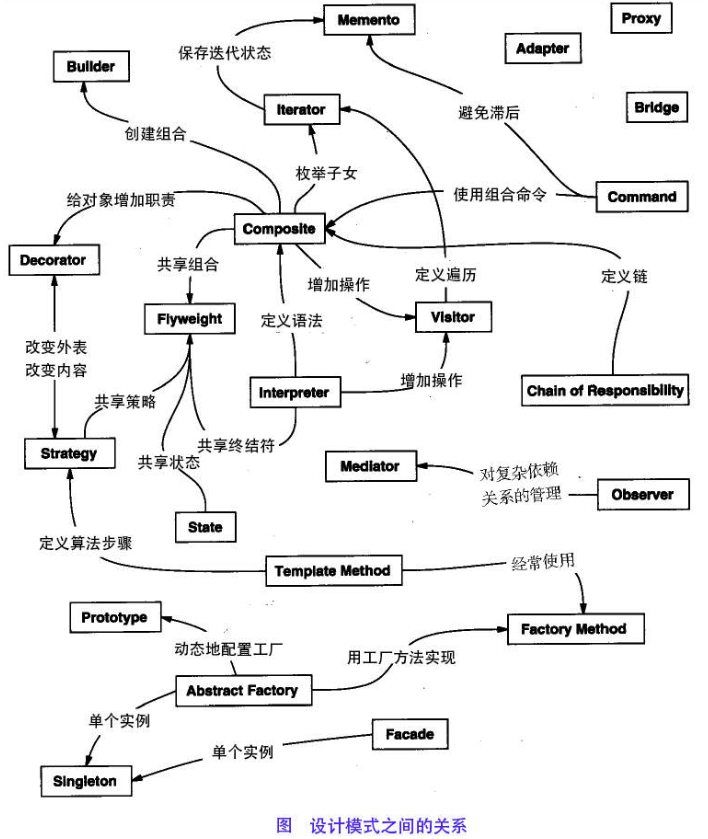 Memento
Proxy
Adapter
保存迭代状态
Builder
Iterator
避免滞后
Bridge
创建组合
枚举子女
给对象增加职责
使用组合命令
Command
Composite
Decorator
共享组合
增加操作
定义遍历
定义链
Flyweight
定义语法
Visitor
改变外表
改变内容
共享策略
Interpreter
增加操作
Chain of Responsibility
Strategy
共享状态
共享终结符
Mediator
对复杂依赖
关系的管理
Observer
State
定义算法步骤
Template Method
经常使用
Prototype
Factory Method
动态地配置工厂
用工厂方法实现
Abstract Factory
单个实例
单个实例
Facade
Singleton
图 设计模式之间的关系